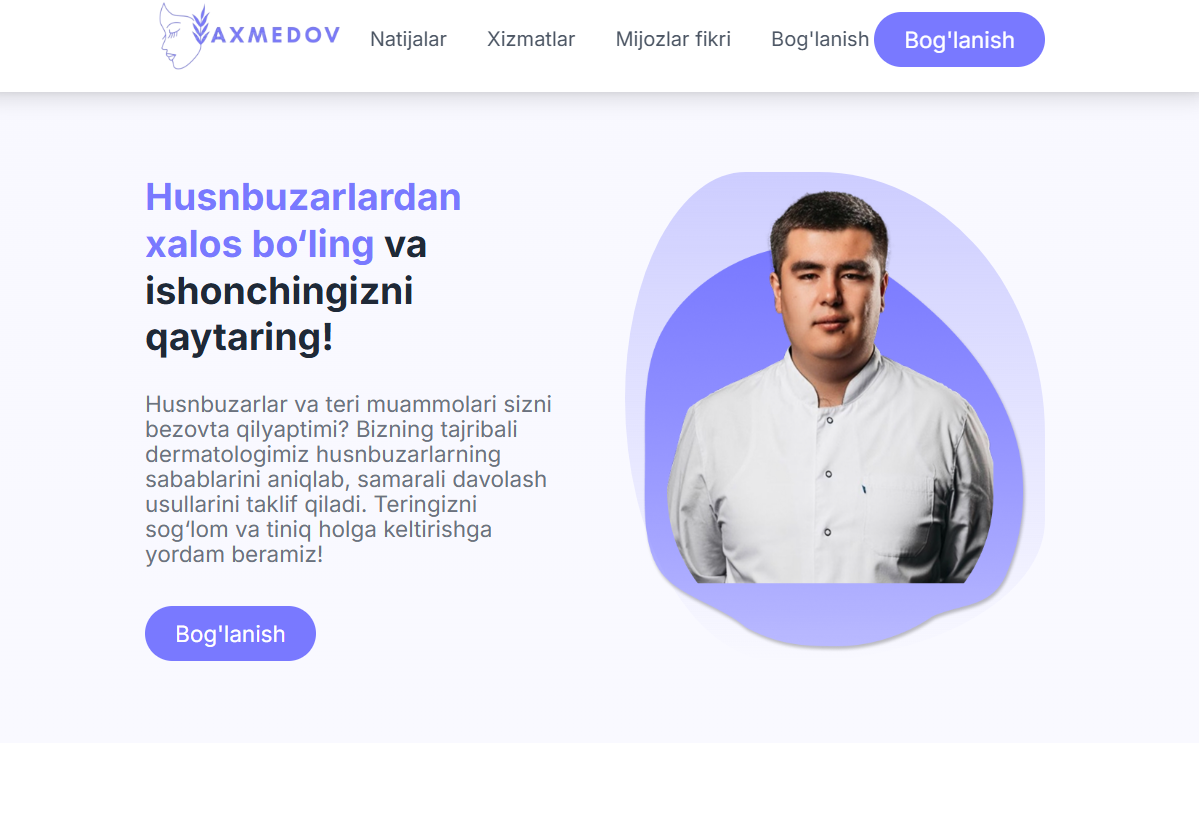 AXMEDOV
Natijalar
Xizmatlar
Mijozlar fikri
Bog'lanish
Bog'lanish
Husnbuzarlardan
xalos bo‘ling va
ishonchingizni
qaytaring!
Husnbuzarlar va teri muammolari sizni
bezovta qilyaptimi? Bizning tajribali
dermatologimiz husnbuzarlarning
sabablarini aniqlab, samarali davolash
usullarini taklif qiladi. Teringizni
sog‘lom va tiniq holga keltirishga
yordam beramiz!
Bog'lanish